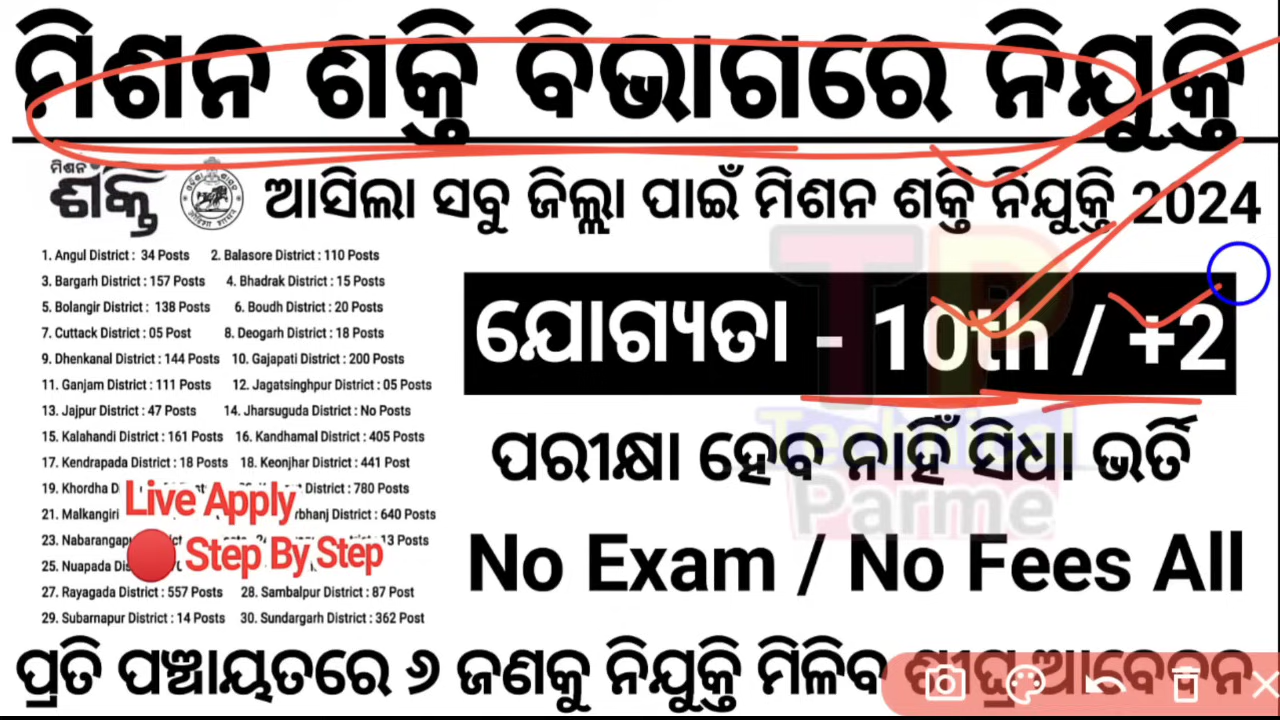 ମିଶନ ଶକ୍ତି ବିଭାଗରେ ନିଯୁକ୍ତି
ମିଶନ
ଶକ୍ତି
ଆସିଲା ସବୁ ଜିଲ୍ଲା ପାଇଁ ମିଶନ ଶକ୍ତି ନିଯୁକ୍ତି 2024
1. Angul District : 34 Posts 2. Balasore District : 110 Posts
3. Bargarh District : 157 Posts 4. Bhadrak District : 15 Posts
5. Bolangir District : 138 Posts 6. Boudh District : 20 Posts
7. Cuttack District : 05 Post 8. Deogarh District : 18 Posts
9. Dhenkanal District : 144 Posts 10. Gajapati District : 200 Posts
11. Ganjam District : 111 Posts 12. Jagatsinghpur District : 05 Posts
13. Jajpur District : 47 Posts 14. Jharsuguda District : No Posts
15. Kalahandi District : 161 Posts 16. Kandhamal District : 405 Posts
17. Kendrapada District : 18 Posts 18. Keonjhar District : 441 Post
19. Khordha District : 780 Posts
21. Malkangiri District : 640 Posts
23. 13 Posts
25. Nuapada
27. Rayagada District : 557 Posts 28. Sambalpur District : 87 Post
29. Subarnapur District : 14 Posts 30. Sundargarh District : 362 Post
Live Apply
Step By Step
ଯୋଗ୍ୟତା - 10th / +2
TP
Technical
Parme
ପରୀକ୍ଷା ହେବ ନାହିଁ ସିଧା ଭର୍ତି
No Exam / No Fees All
ପ୍ରତି ପଞ୍ଚାୟତରେ ୬ ଜଣକୁ ନିଯୁକ୍ତି ମିଳିବ ଶୀଘ୍ର ଆବେଦନ